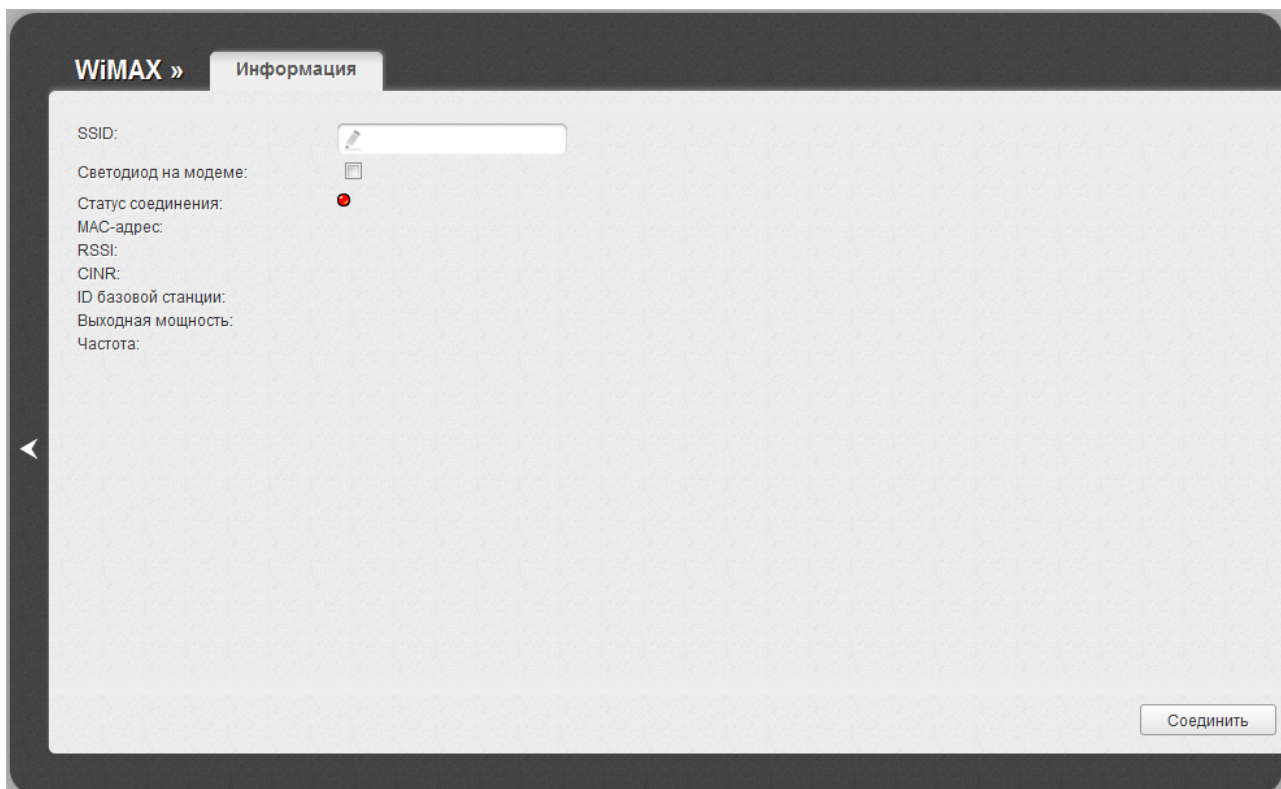 WiMAX »
Информация
SSID:
Светодиод на модеме:
Статус соединения:
MAC-адрес:
RSSI:
CINR:
ID базовой станции:
Выходная мощность:
Частота:
Соединить